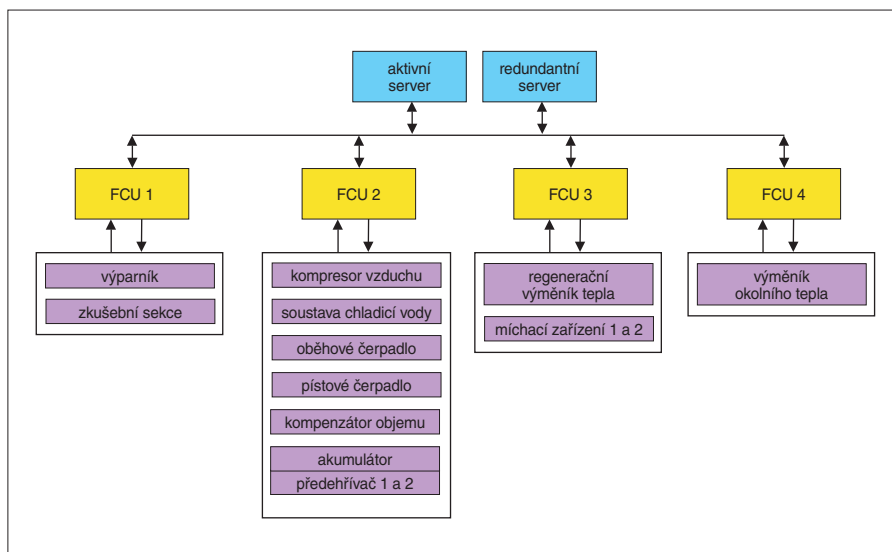 aktivní
server
redundantní
server
FCU 1
FCU 2
FCU 3
FCU 4
výparník
zkušební sekce
kompresor vzduchu
soustava chladicí vody
oběhové čerpadlo
pístové čerpadlo
kompenzátor objemu
akumulátor
předehřívač 1 a 2
regenerační
výměník tepla
míchací zařízení 1 a 2
výměník
okolního tepla